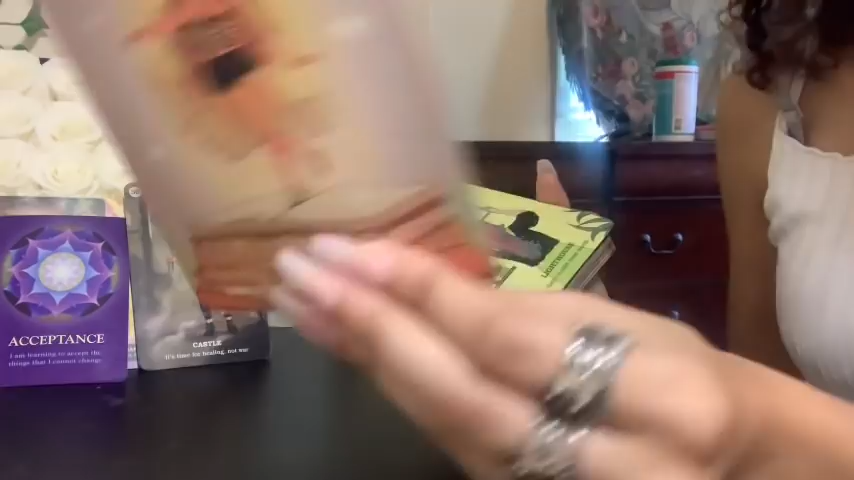 ACCEPTANCE
I am learning to accept the
things that I cannot change.
CASTLE
It's time for healing, not war
LIGHTHOUSE